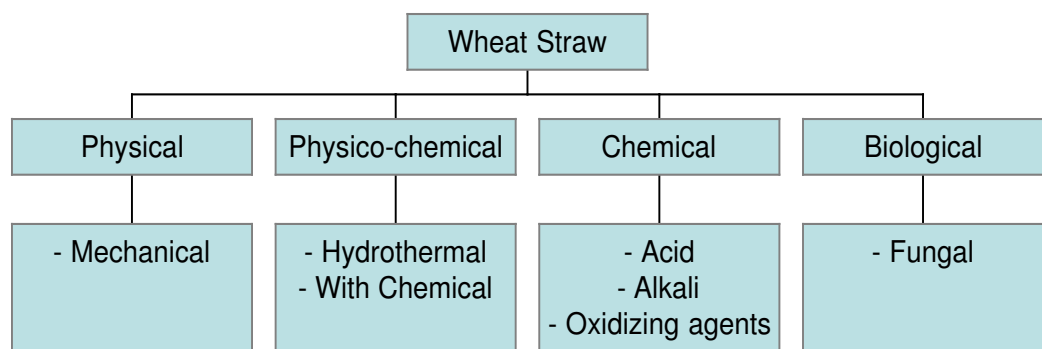 Wheat Straw
Physical
Physico-chemical
Chemical
Biological
- Mechanical
- Hydrothermal
- With Chemical
- Acid
- Alkali
- Oxidizing agents
- Fungal